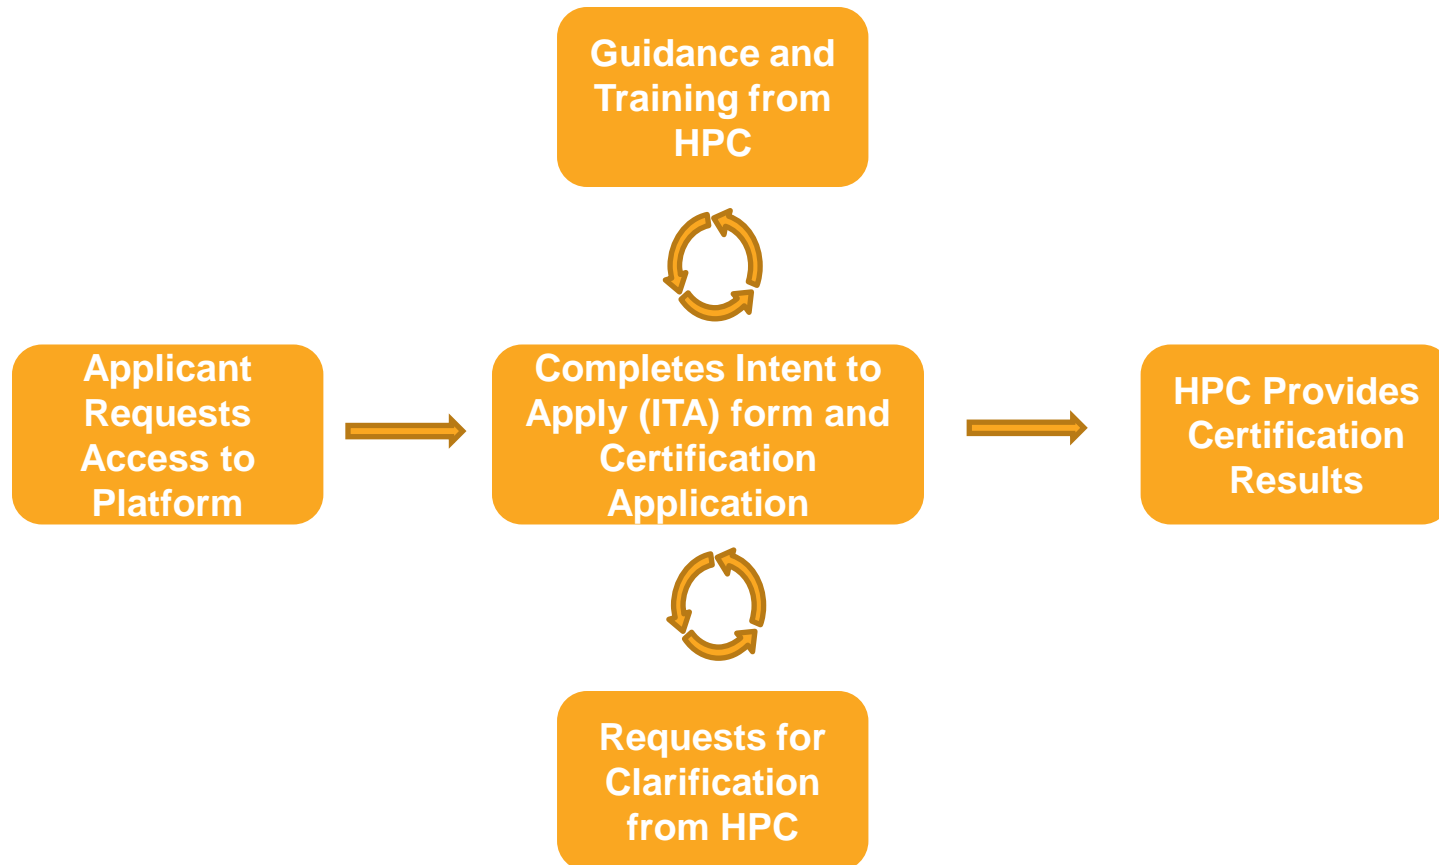 Guidance and
Training from
HPC
Applicant
Requests
Access to
Platform
Completes Intent to
Apply (ITA) form and
Certification
Application
HPC Provides
Certification
Results
Requests for
Clarification
from HPC